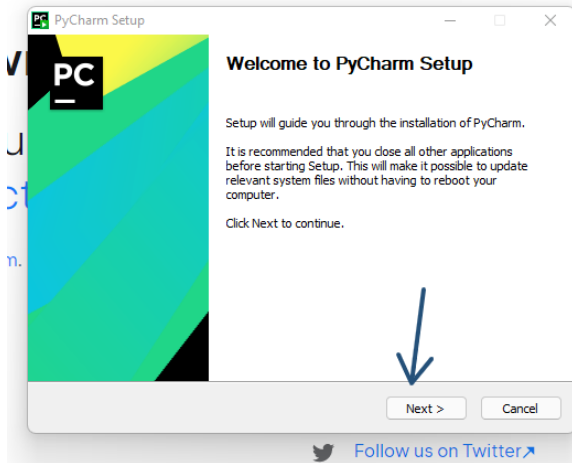 PyCharm Setup
PC
Welcome to PyCharm Setup
Setup will guide you through the installation of PyCharm.
It is recommended that you close all other applications
before starting Setup. This will make it possible to update
relevant system files without having to reboot your
computer.
Click Next to continue.
m.
Next >
Cancel
Follow us on Twitter↗